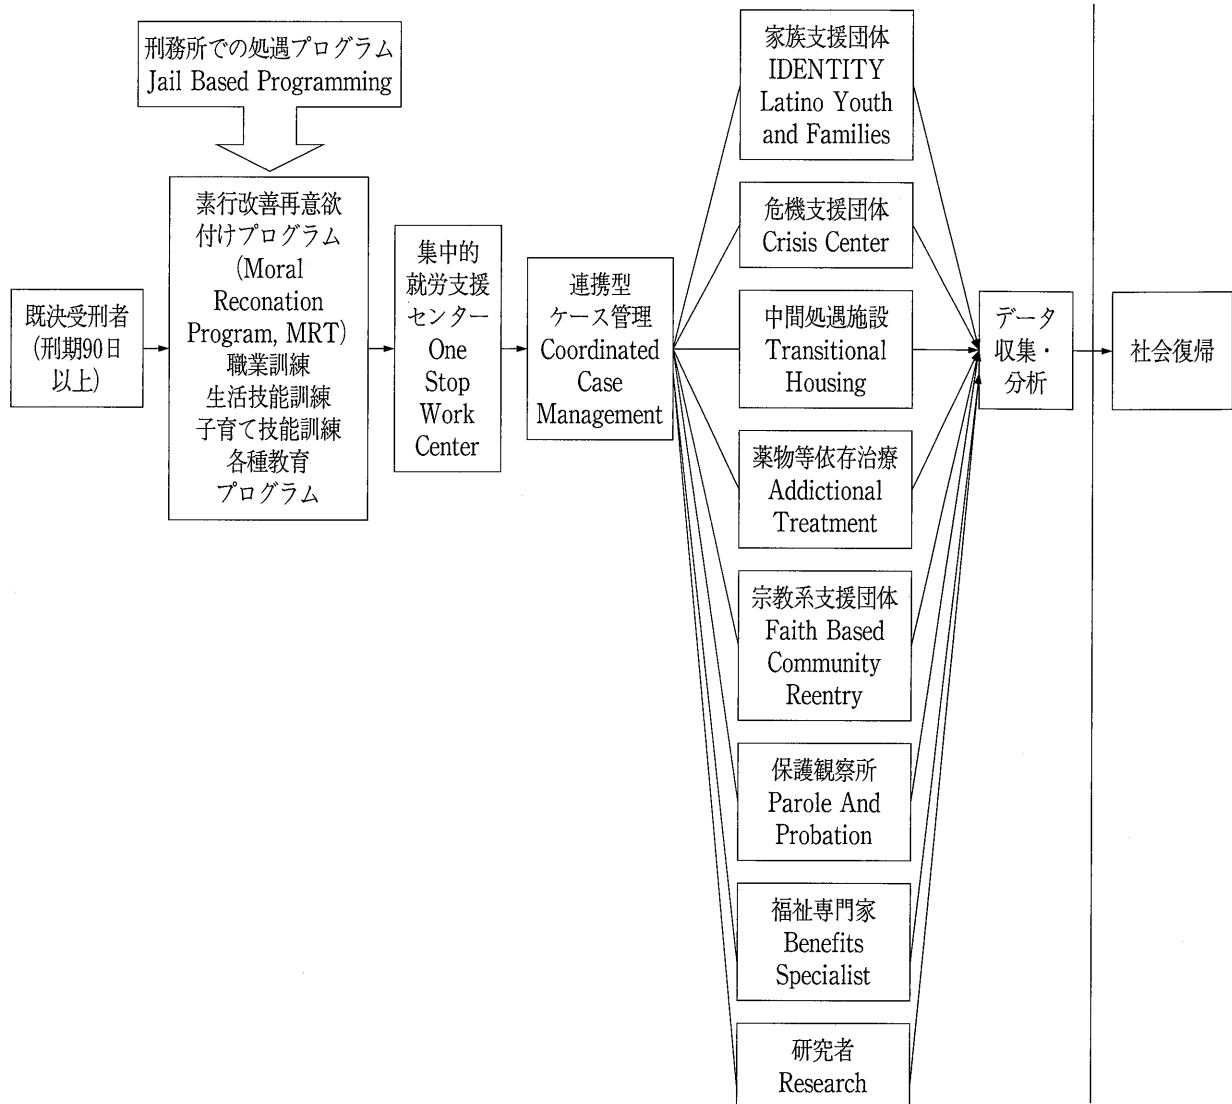 刑務所での処遇プログラム
Jail Based Programming
既決受刑者
(刑期90日
以上)
素行改善再意欲
付けプログラム
(Moral
Reconation
Program, MRT)
職業訓練
生活技能訓練
子育て技能訓練
各種教育
プログラム
集中的
就労支援
センター
One
Stop
Work
Center
連携型
ケース管理
Coordinated
Case
Management
家族支援団体
IDENTITY
Latino Youth
and Families
危機支援団体
Crisis Center
中間処遇施設
Transitional
Housing
薬物等依存治療
Addictional
Treatment
宗教系支援団体
Faith Based
Community
Reentry
保護観察所
Parole And
Probation
福祉専門家
Benefits
Specialist
研究者
Research
データ
収集・
分析
社会復帰